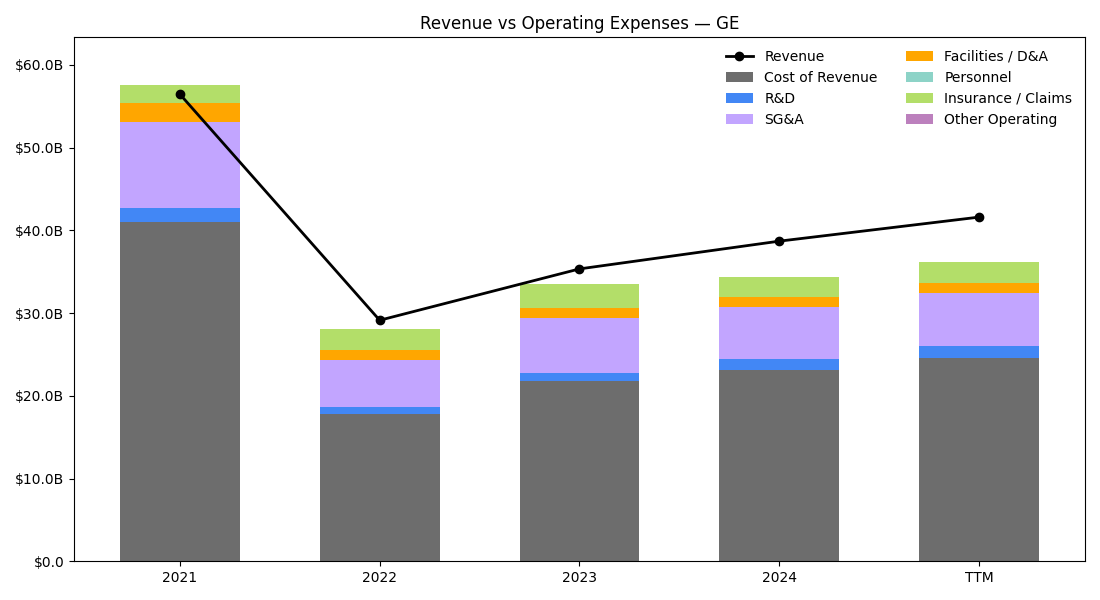 Revenue vs Operating Expenses — GE
$60.0B
$50.0B
$40.0B
$30.0B
$20.0B
$10.0B
$0.0
Revenue
Cost of Revenue
R&D
SG&A
Facilities / D&A
Personnel
Insurance / Claims
Other Operating
2021
2022
2023
2024
TTM